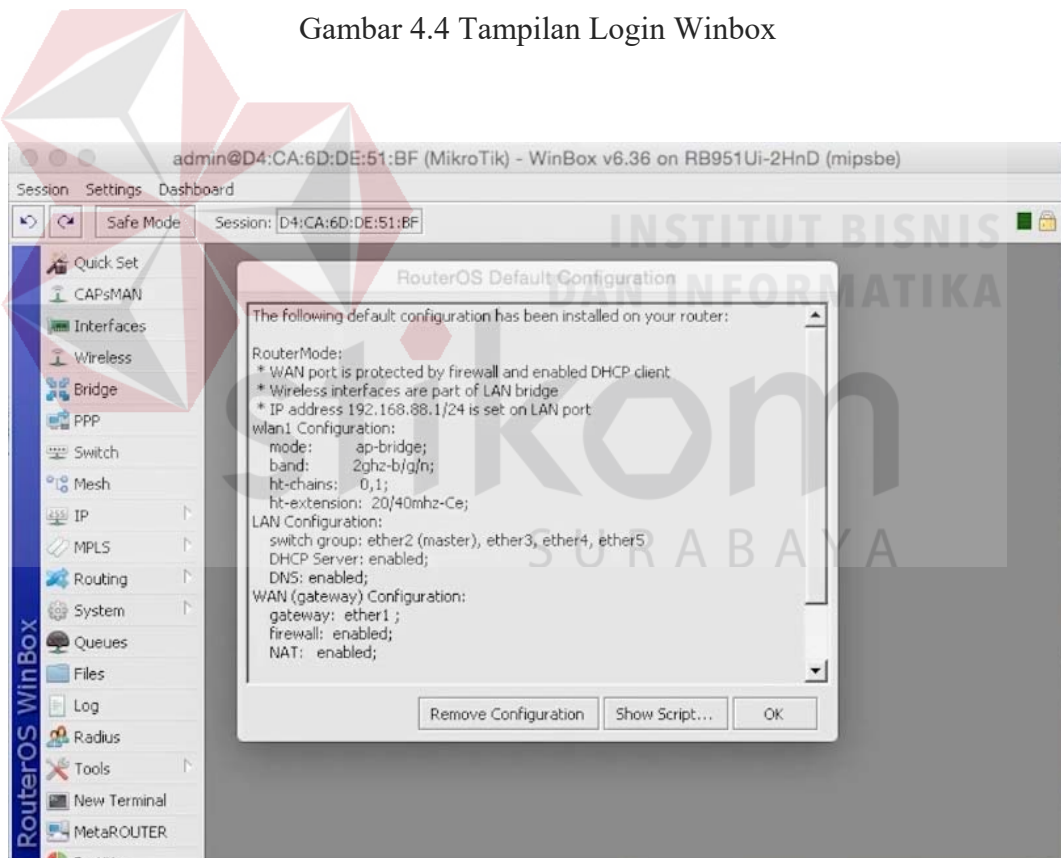 Gambar 4.4 Tampilan Login Winbox
admin@D4:CA:6D:DE:51:BF (MikroTik) - WinBox v6.36 on RB951Ui-2HnD (mipsbe)
Session Settings Dashboard
Safe Mode Session: D4:CA:6D:DE:51:BF
INSTITUT BISNIS
DAN INFORMATIKA
stikom
SURABAYA
RouterOS WinBox
Quick Set
CAPsMAN
Interfaces
Wireless
Bridge
PPP
Switch
Mesh
IP
MPLS
Routing
System
Queues
Files
Log
Radius
Tools
New Terminal
MetaROUTER
RouterOS Default Configuration
The following default configuration has been installed on your router:
RouterMode:
* WAN port is protected by firewall and enabled DHCP client
* Wireless interfaces are part of LAN bridge
* IP address 192.168.88.1/24 is set on LAN port
wlan1 Configuration:
mode: ap-bridge;
band: 2ghz-b/g/n;
ht-chains: 0,1;
ht-extension: 20/40mhz-Ce;
LAN Configuration:
switch group: ether2 (master), ether3, ether4, ether5
DHCP Server: enabled;
DNS: enabled;
WAN (gateway) Configuration:
gateway: ether1 ;
firewall: enabled;
NAT: enabled;
Remove Configuration Show Script... OK